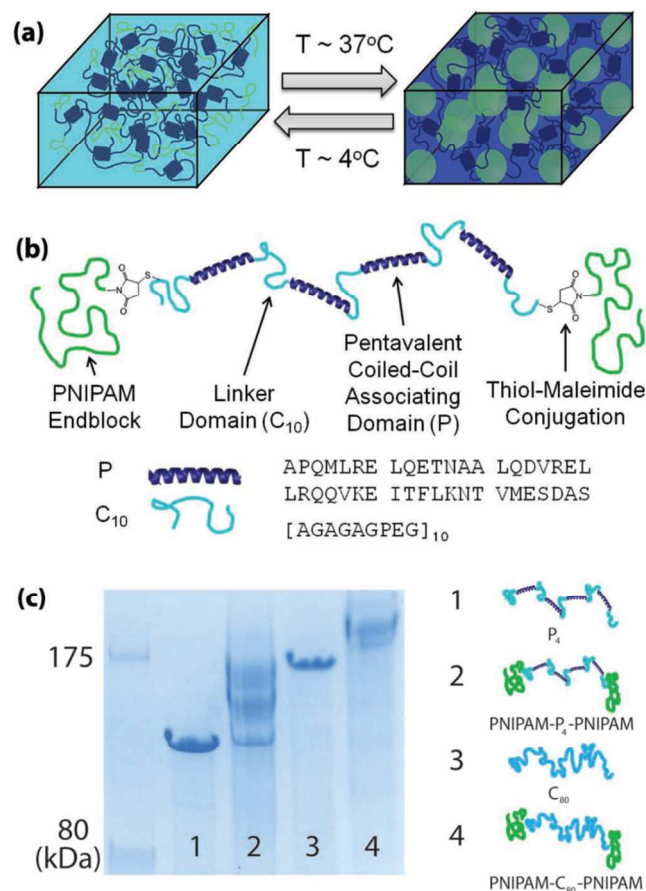 (a)
T ~ 37°C
T ~ 4°C
(b)
PNIPAM
Endblock
Linker
Domain (C₁₀)
Pentavalent
Coiled-Coil
Associating
Domain (P)
Thiol-Maleimide
Conjugation
O
N
O
S
S
O
N
O
P
APQMLRE LQETNAA LQDVREL
LRQQVKE ITFLKNT VMESDAS
C₁₀
[AGAGAGPEG]₁₀
(c)
175
80
(kDa)
1 2 3 4
1
P₄
2
PNIPAM-P₄-PNIPAM
3
C₈₀
4
PNIPAM-C₈₀-PNIPAM